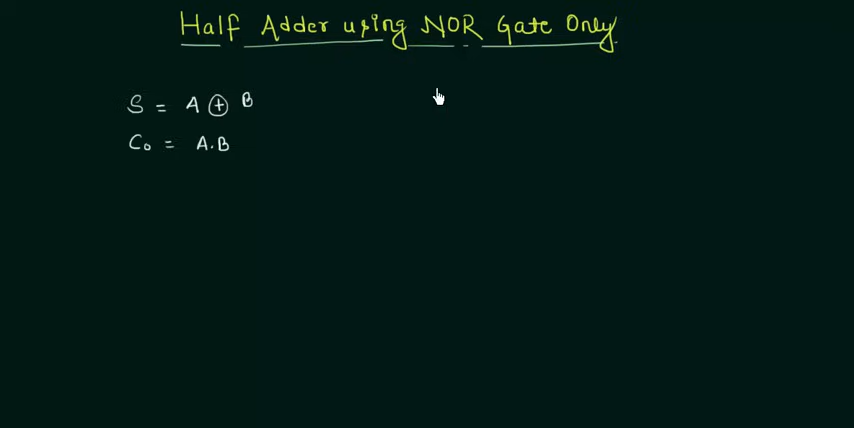 Half Adder using NOR Gate Only
S = A ⊕ B
C₀ = A.B